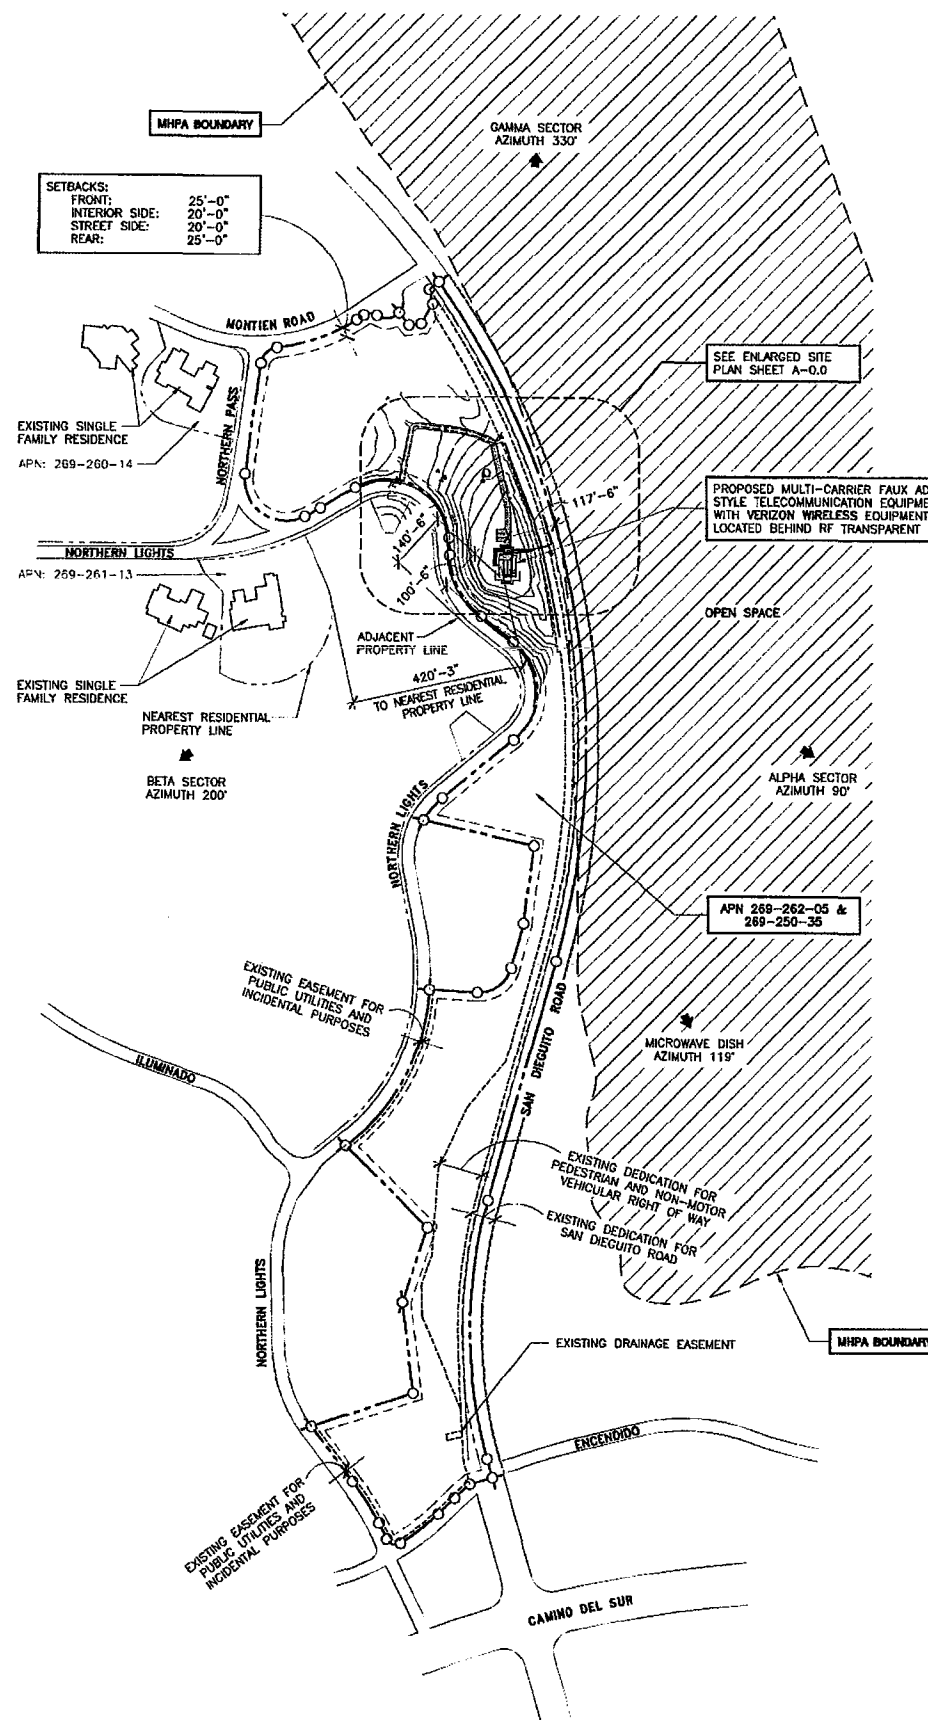 MHPA BOUNDARY
GAMMA SECTOR
AZIMUTH 330°
SETBACKS:
FRONT: 25'-0"
INTERIOR SIDE: 20'-0"
STREET SIDE: 20'-0"
REAR: 25'-0"
MONTIEN ROAD
SEE ENLARGED SITE
PLAN SHEET A-0.0
EXISTING SINGLE
FAMILY RESIDENCE
NORTHERN PASS
APN: 269-260-14
117'-6"
PROPOSED MULTI-CARRIER FAUX AD
STYLE TELECOMMUNICATION EQUIPME
WITH VERIZON WIRELESS EQUIPMENT
LOCATED BEHIND RF TRANSPARENT
140'-6"
NORTHERN LIGHTS
APN: 269-261-13
100'-6"
OPEN SPACE
ADJACENT
PROPERTY LINE
420'-3"
TO NEAREST RESIDENTIAL
PROPERTY LINE
EXISTING SINGLE
FAMILY RESIDENCE
NEAREST RESIDENTIAL
PROPERTY LINE
BETA SECTOR
AZIMUTH 200°
ALPHA SECTOR
AZIMUTH 90°
NORTHERN LIGHTS
APN 269-262-05 &
269-250-35
EXISTING EASEMENT FOR
PUBLIC UTILITIES AND
INCIDENTAL PURPOSES
SAN DIEGUITO ROAD
MICROWAVE DISH
AZIMUTH 119°
ILUMINADO
EXISTING DEDICATION FOR
PEDESTRIAN AND NON-MOTOR
VEHICULAR RIGHT OF WAY
EXISTING DEDICATION FOR
SAN DIEGUITO ROAD
NORTHERN LIGHTS
EXISTING DRAINAGE EASEMENT
MHPA BOUNDARY
ENCENDIDO
EXISTING EASEMENT FOR
PUBLIC UTILITIES AND
INCIDENTAL PURPOSES
CAMINO DEL SUR